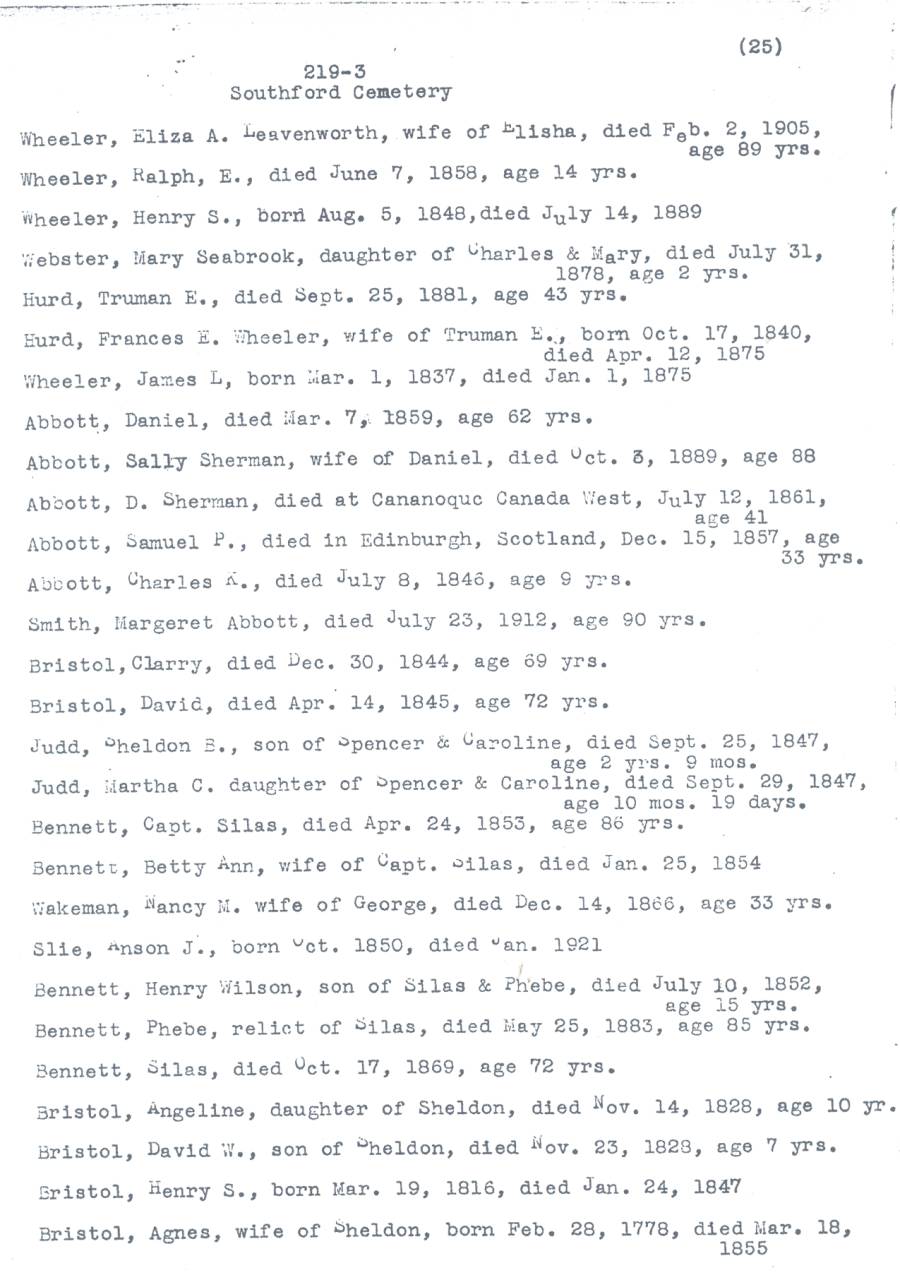 (25)
219-3
Southford Cemetery
Wheeler, Eliza A. Leavenworth, wife of Elisha, died Feb. 2, 1905,
age 89 yrs.
Wheeler, Ralph, E., died June 7, 1858, age 14 yrs.
Wheeler, Henry S., born Aug. 5, 1848,died July 14, 1889
Webster, Mary Seabrook, daughter of Charles & Mary, died July 31,
1878, age 2 yrs.
Hurd, Truman E., died Sept. 25, 1881, age 43 yrs.
Hurd, Frances E. Wheeler, wife of Truman E., born Oct. 17, 1840,
died Apr. 12, 1875
Wheeler, James L, born Mar. 1, 1837, died Jan. 1, 1875
Abbott, Daniel, died Mar. 7, 1859, age 62 yrs.
Abbott, Sally Sherman, wife of Daniel, died Oct. 3, 1889, age 88
Abbott, D. Sherman, died at Cananoquc Canada West, July 12, 1861,
age 41
Abbott, Samuel P., died in Edinburgh, Scotland, Dec. 15, 1857, age
33 yrs.
Abbott, Charles K., died July 8, 1846, age 9 yrs.
Smith, Margeret Abbott, died July 23, 1912, age 90 yrs.
Bristol,Clarry, died Dec. 30, 1844, age 69 yrs.
Bristol, David, died Apr. 14, 1845, age 72 yrs.
Judd, Sheldon B., son of Spencer & Caroline, died Sept. 25, 1847,
age 2 yrs. 9 mos.
Judd, Martha C. daughter of Spencer & Caroline, died Sept. 29, 1847,
age 10 mos. 19 days.
Bennett, Capt. Silas, died Apr. 24, 1853, age 86 yrs.
Bennett, Betty Ann, wife of Capt. Silas, died Jan. 25, 1854
Wakeman, Nancy M. wife of George, died Dec. 14, 1866, age 33 yrs.
Slie, Anson J., born Oct. 1850, died Jan. 1921
Bennett, Henry Wilson, son of Silas & Phebe, died July 10, 1852,
age 15 yrs.
Bennett, Phebe, relict of Silas, died May 25, 1883, age 85 yrs.
Bennett, Silas, died Oct. 17, 1869, age 72 yrs.
Bristol, Angeline, daughter of Sheldon, died Nov. 14, 1828, age 10 yr.
Bristol, David W., son of Sheldon, died Nov. 23, 1828, age 7 yrs.
Bristol, Henry S., born Mar. 19, 1816, died Jan. 24, 1847
Bristol, Agnes, wife of Sheldon, born Feb. 28, 1778, died Mar. 18,
1855